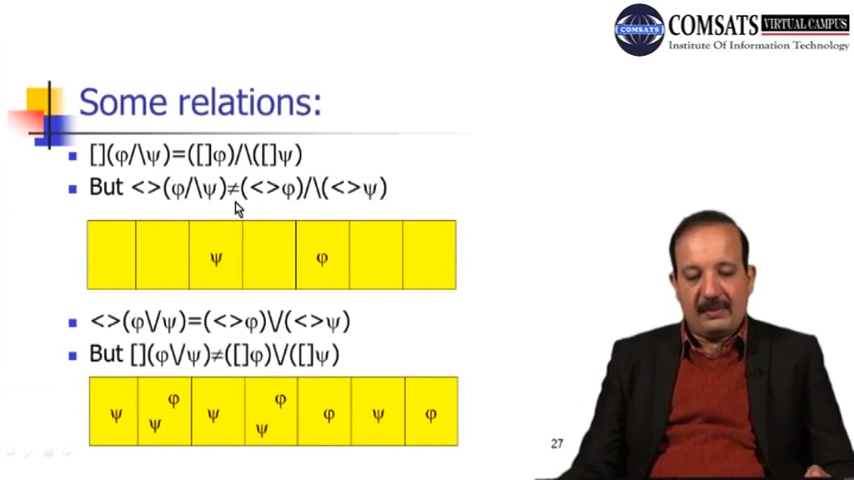 COMSATS
COMSATS VIRTUAL CAMPUS
Institute Of Information Technology
Some relations:
[](φ/\ψ)=([]φ)/\([]ψ)
But <>(φ/\ψ)≠(<>φ)/\(<>ψ)
ψ φ
<>(φ\/ψ)=(<>φ)\/(<>ψ)
But [](φ\/ψ)≠([]φ)\/([]ψ)
ψ φ ψ ψ φ ψ φ ψ φ
27